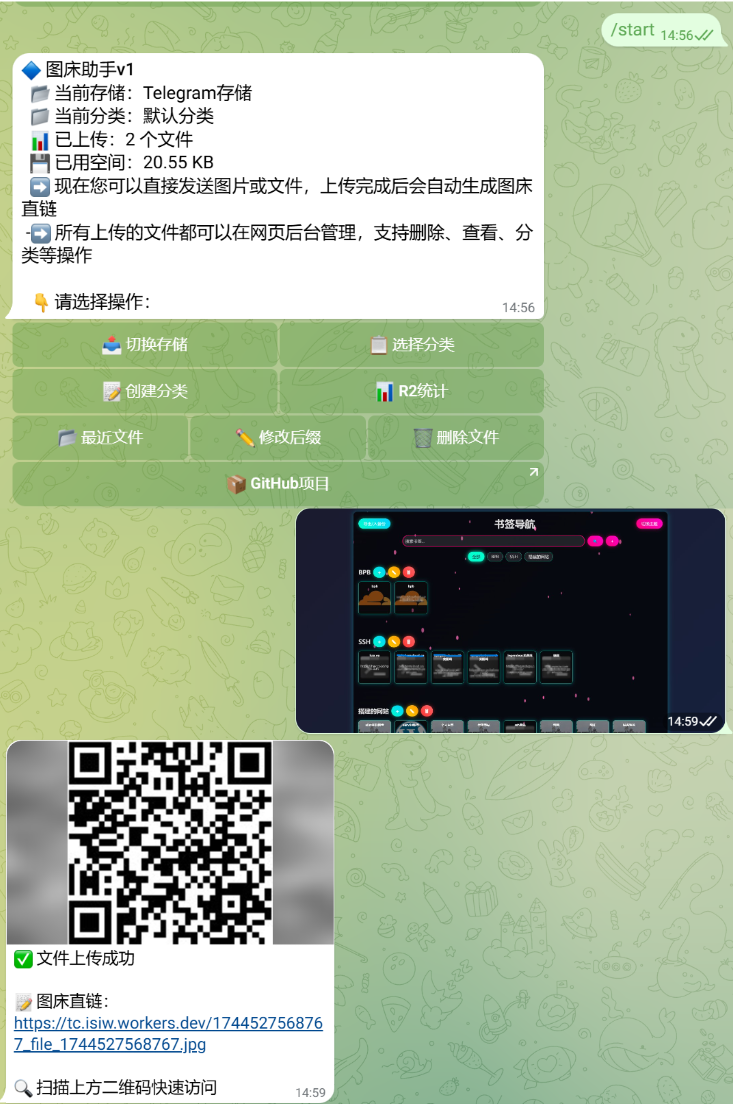 /start 14:56
图床助手v1
当前存储：Telegram存储
当前分类：默认分类
已上传：2 个文件
已用空间：20.55 KB
现在您可以直接发送图片或文件，上传完成后会自动生成图床
直链
-所有上传的文件都可以在网页后台管理，支持删除、查看、分
类等操作
请选择操作：
14:56
切换存储 选择分类
创建分类 R2统计
最近文件 修改后缀 删除文件
GitHub项目
书签导航
BPB
SSH
搭建的网站
14:59
文件上传成功
图床直链：
https://tc.isiw.workers.dev/174452756876
7_file_1744527568767.jpg
扫描上方二维码快速访问 14:59